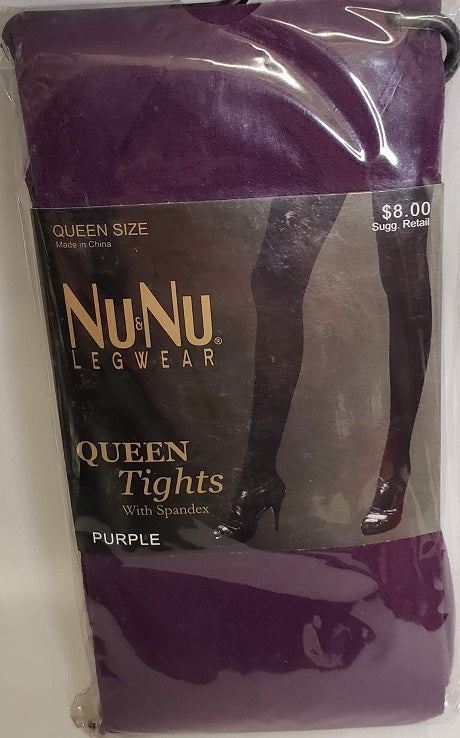 QUEEN SIZE
Made in China
$8.00
Sugg. Retail
Nu&Nu®
LEGWEAR
QUEEN
Tights
With Spandex
PURPLE